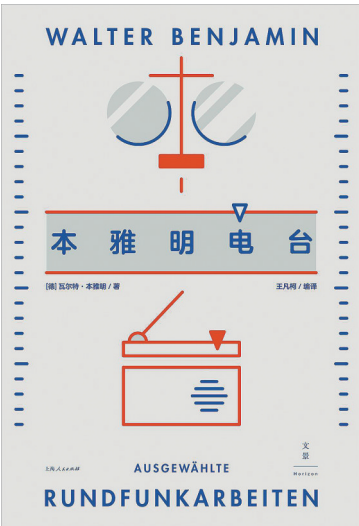 WALTER BENJAMIN
本雅明电台
[德] 瓦尔特·本雅明 / 著
王凡柯 / 编译
文景
Horizon
上海人民出版社
AUSGEWÄHLTE
RUNDFUNKARBEITEN